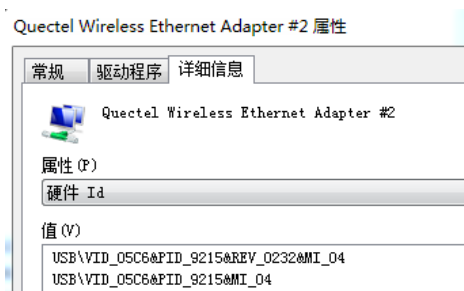 Quectel Wireless Ethernet Adapter #2 属性
常规 驱动程序 详细信息
Quectel Wireless Ethernet Adapter #2
属性(P)
硬件 Id
值(V)
USB\VID_05C6&PID_9215&REV_0232&MI_04
USB\VID_05C6&PID_9215&MI_04